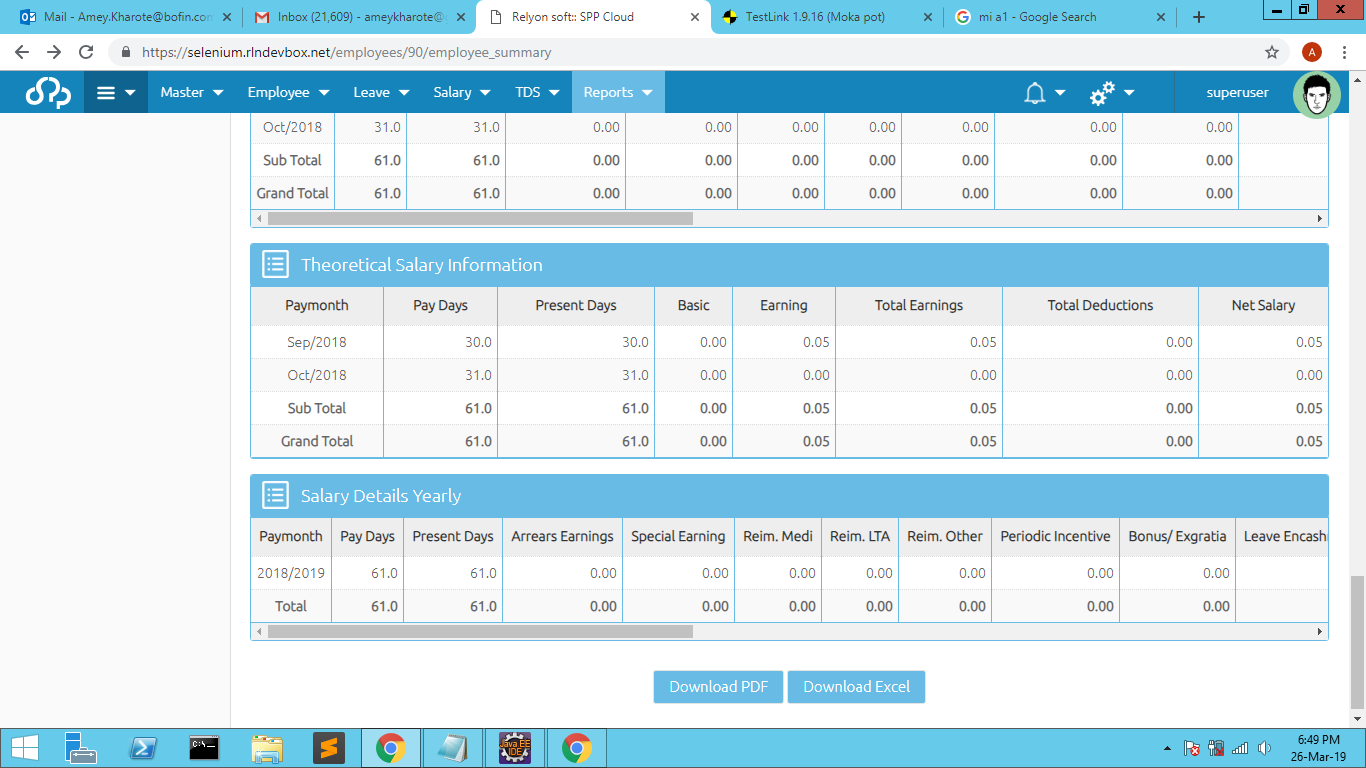 Mail - Amey.Kharote@bofin.con
Inbox (21,609) - ameykharote@
Relyon soft:: SPP Cloud
TestLink 1.9.16 (Moka pot)
mi a1 - Google Search
https://selenium.rlndevbox.net/employees/90/employee_summary
A
Master Employee Leave Salary TDS Reports superuser
Oct/2018 31.0 31.0 0.00 0.00 0.00 0.00 0.00 0.00 0.00
Sub Total 61.0 61.0 0.00 0.00 0.00 0.00 0.00 0.00 0.00
Grand Total 61.0 61.0 0.00 0.00 0.00 0.00 0.00 0.00 0.00
Theoretical Salary Information
Paymonth Pay Days Present Days Basic Earning Total Earnings Total Deductions Net Salary
Sep/2018 30.0 30.0 0.00 0.05 0.05 0.00 0.05
Oct/2018 31.0 31.0 0.00 0.00 0.00 0.00 0.00
Sub Total 61.0 61.0 0.00 0.05 0.05 0.00 0.05
Grand Total 61.0 61.0 0.00 0.05 0.05 0.00 0.05
Salary Details Yearly
Paymonth Pay Days Present Days Arrears Earnings Special Earning Reim. Medi Reim. LTA Reim. Other Periodic Incentive Bonus/ Exgratia Leave Encash
2018/2019 61.0 61.0 0.00 0.00 0.00 0.00 0.00 0.00 0.00
Total 61.0 61.0 0.00 0.00 0.00 0.00 0.00 0.00 0.00
Download PDF Download Excel
Java EE
IDE
6:49 PM
26-Mar-19